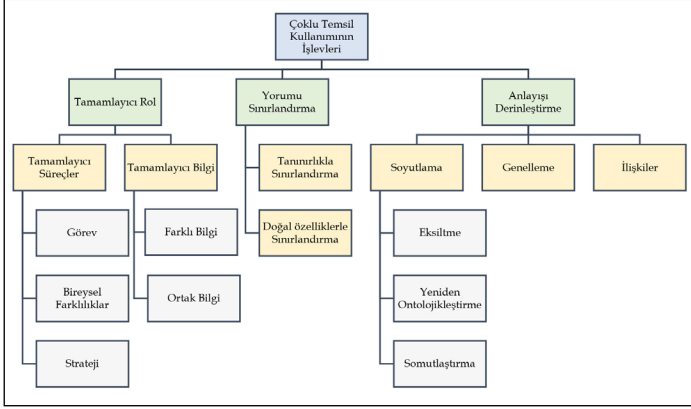 Çoklu Temsil
Kullanımının
İşlevleri
Tamamlayıcı Rol
Yorumu
Sınırlandırma
Anlayışı
Derinleştirme
Tamamlayıcı
Süreçler
Tamamlayıcı Bilgi
Tanınırlıkla
Sınırlandırma
Soyutlama
Genelleme
İlişkiler
Görev
Farklı Bilgi
Doğal özelliklerle
Sınırlandırma
Eksiltme
Bireysel
Farklılıklar
Ortak Bilgi
Yeniden
Ontolojikleştirme
Strateji
Somutlaştırma